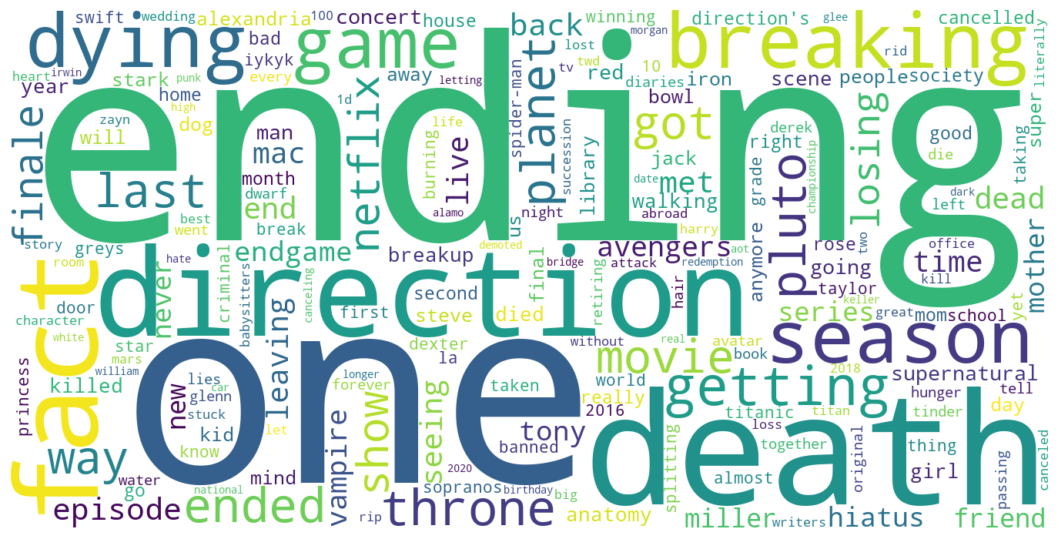 swift
wedding
alexandria
100
concert
house
winning
direction's
glee
cancelled
dying
game
back
breaking
morgan
rid
iykyk
bad
heart
irwin
punk
every
1d
letting
twd
lost
tv
10
red
diaries
iron
scene
people
society
literally
year
stark
home
away
spider-man
high
will
zayn
dog
netflix
planet
bowl
got
ending
man
mac
month
dwarf
life
burning
live
alamo
succession
library
jack
met
walking
derek
right
losing
good
die
super
taking
finale
last
end
break
best
went
story
greys
night
us
date
abroad
grade
championship
pluto
dark
left
dead
mother
endgame
breakup
demoted
harry
avengers
aot
anymore
rose
two
office
time
kill
room
hate
bridge
attack
redemption
going
fact
door
never
criminal
direction
canceling
second
final
retiring
hair
taylor
yet
character
star
babysitters
first
steve
died
without
real
avatar
series
keller
great
mom
school
white
mars
killed
william
leaving
one
dexter
la
longer
movie
book
season
princess
new
lies
car
glenn
stuck
kid
let
know
vampire
forever
show
seeing
taken
really
world
2018
supernatural
hunger
tell
way
water
go
mind
2016
tony
banned
getting
titanic
titan
tinder
day
loss
together
thing
girl
almost
original
passing
canceled
episode
national
ended
rip
2020
sopranos
birthday
throne
big
anatomy
splitting
death
miller
writers
hiatus
friend